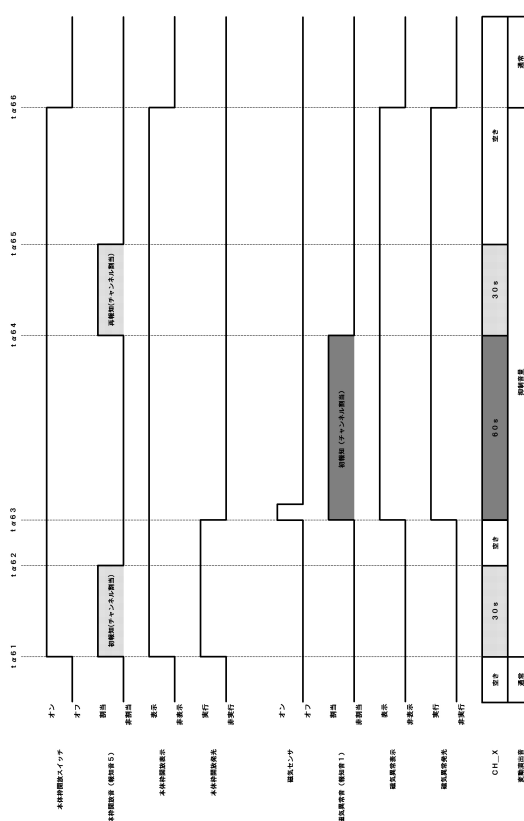 tα61
tα62
tα63
tα64
tα65
tα66
本体枠開放スイッチ
オン
オフ
本体枠開放音（報知音5）
割当
非割当
初報知(チャンネル割当)
再報知(チャンネル割当)
本体枠開放表示
表示
非表示
本体枠開放発光
実行
非実行
磁気センサ
オン
オフ
磁気異常音（報知音1）
割当
非割当
初報知（チャンネル割当）
磁気異常表示
表示
非表示
磁気異常発光
実行
非実行
CH_X
空き
30s
空き
60s
30s
空き
変動演出音
通常
抑制音量
通常